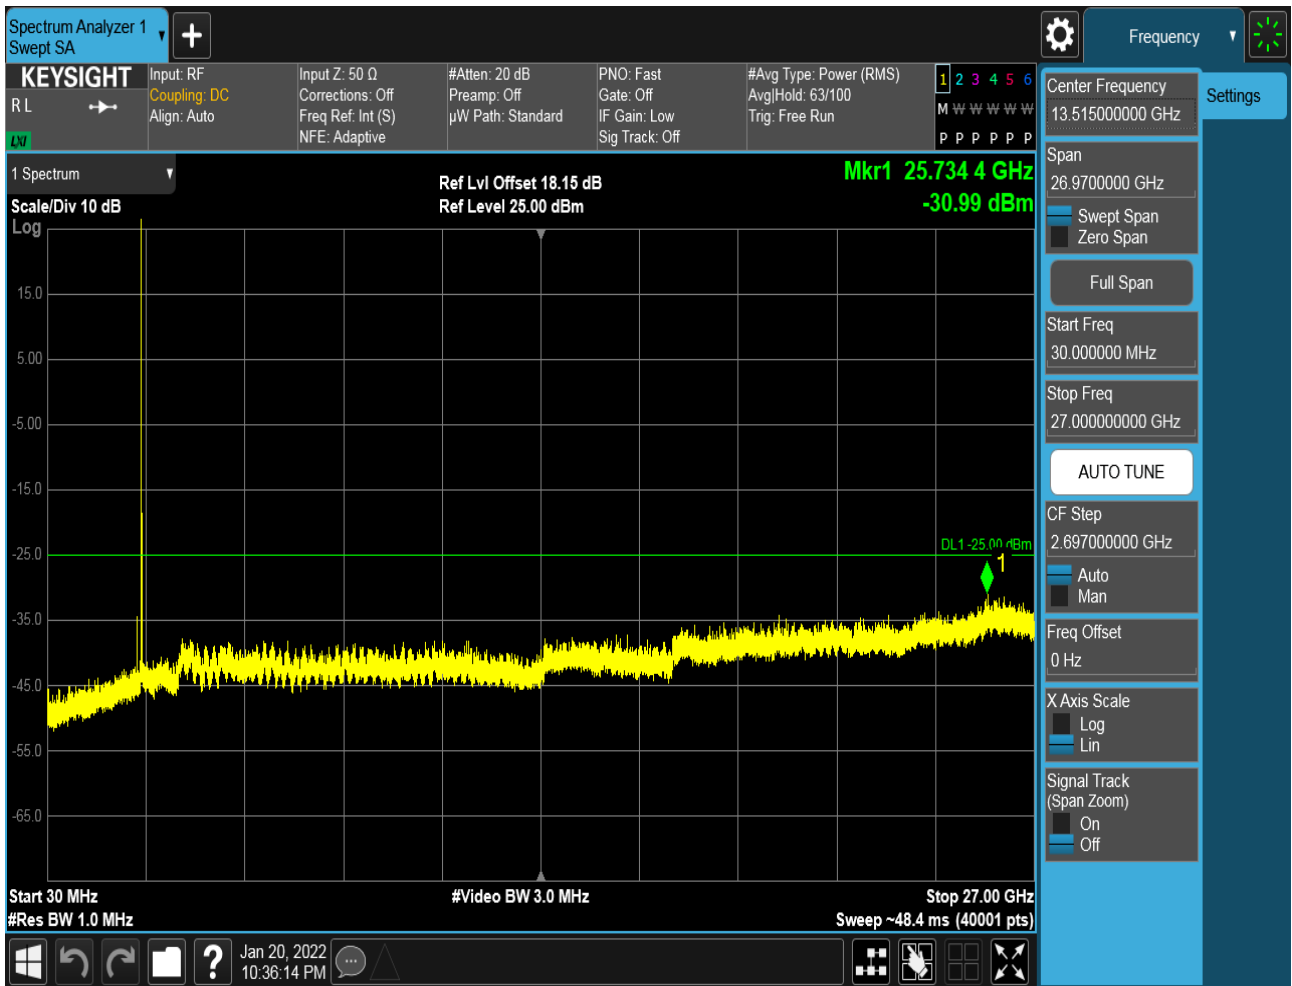 Spectrum Analyzer 1
Swept SA
Frequency
KEYSIGHT
R L
LXI
Input: RF
Coupling: DC
Align: Auto
Input Z: 50 Ω
Corrections: Off
Freq Ref: Int (S)
NFE: Adaptive
#Atten: 20 dB
Preamp: Off
µW Path: Standard
PNO: Fast
Gate: Off
IF Gain: Low
Sig Track: Off
#Avg Type: Power (RMS)
Avg|Hold: 63/100
Trig: Free Run
1 2 3 4 5 6
M W W W W W
P P P P P P
1 Spectrum
Scale/Div 10 dB
Log
Ref Lvl Offset 18.15 dB
Ref Level 25.00 dBm
Mkr1 25.734 4 GHz
-30.99 dBm
15.0
5.00
-5.00
-15.0
-25.0
-35.0
-45.0
-55.0
-65.0
DL1 -25.00 dBm
1
Start 30 MHz
#Res BW 1.0 MHz
#Video BW 3.0 MHz
Stop 27.00 GHz
Sweep ~48.4 ms (40001 pts)
Center Frequency
13.515000000 GHz
Settings
Span
26.9700000 GHz
Swept Span
Zero Span
Full Span
Start Freq
30.000000 MHz
Stop Freq
27.000000000 GHz
AUTO TUNE
CF Step
2.697000000 GHz
Auto
Man
Freq Offset
0 Hz
X Axis Scale
Log
Lin
Signal Track
(Span Zoom)
On
Off
?
Jan 20, 2022
10:36:14 PM